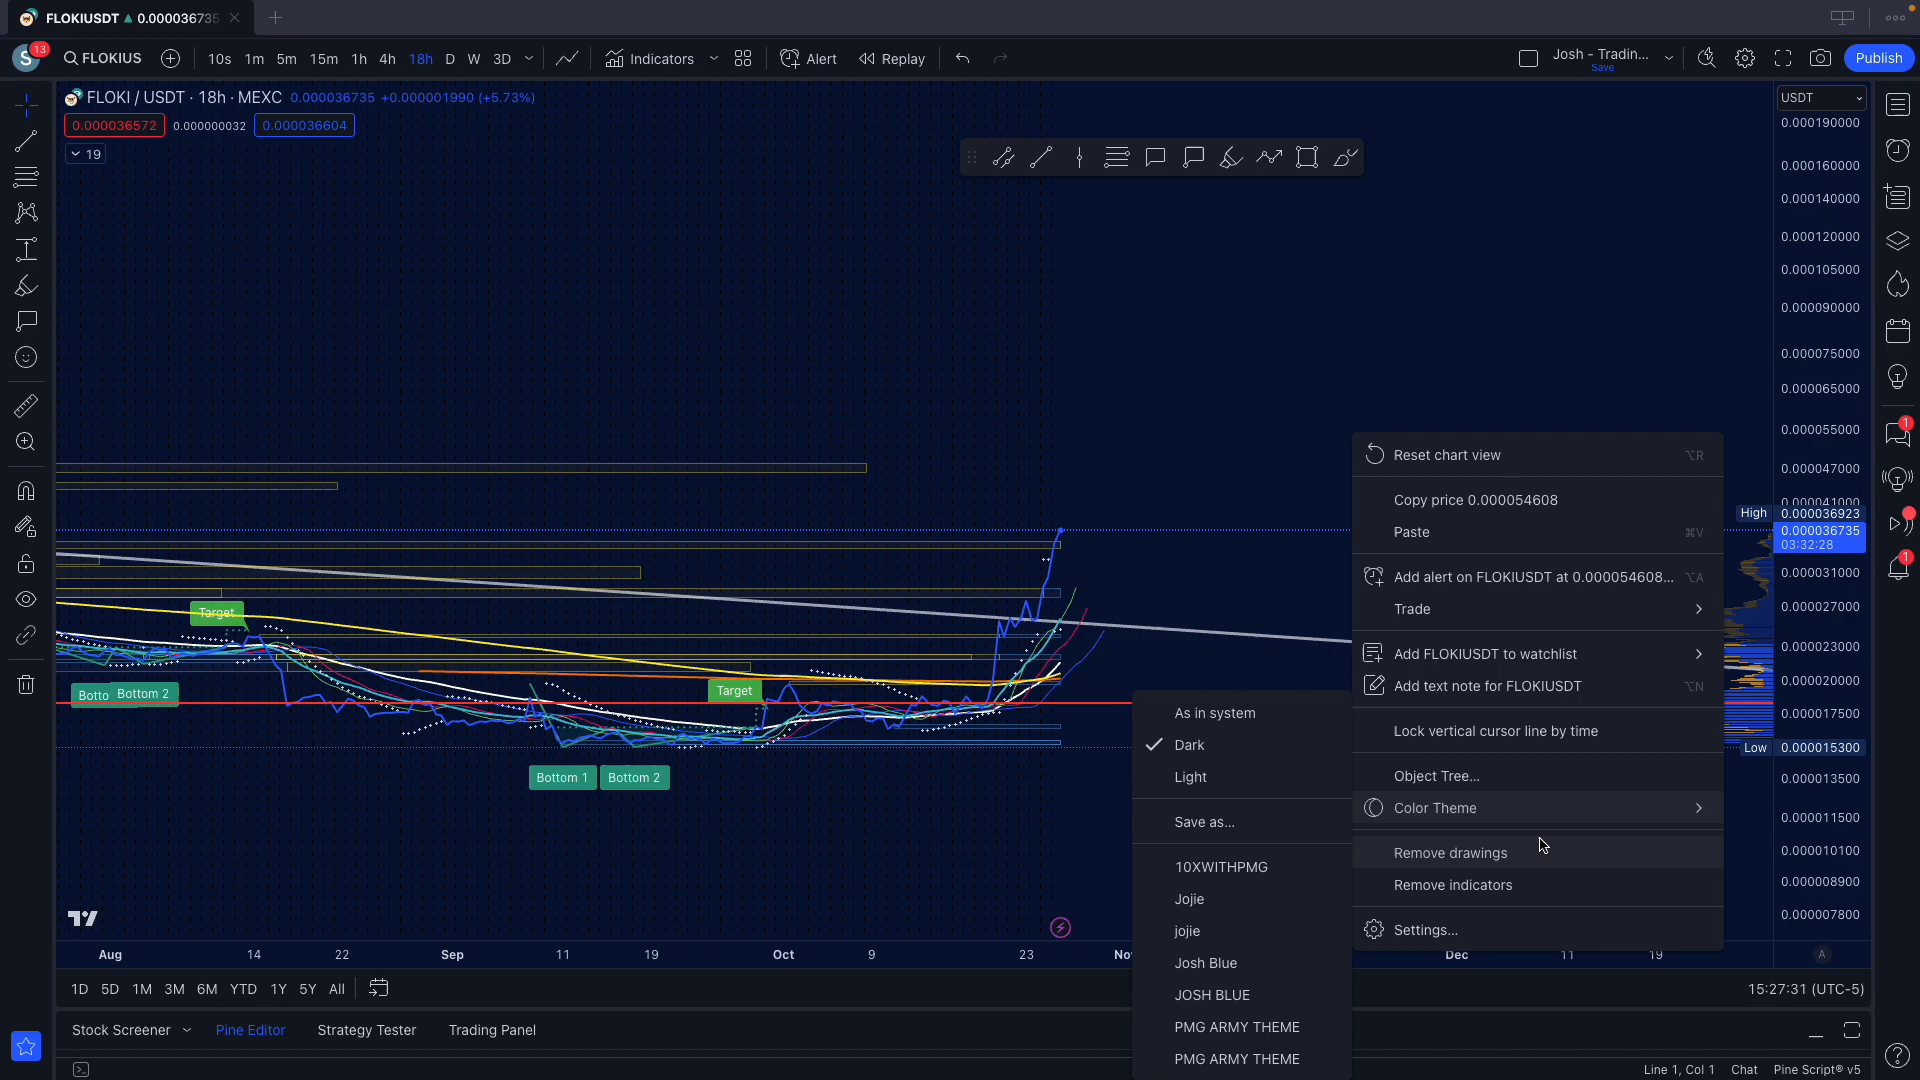 FLOKIUSDT ▲ 0.000036735
S 13 FLOKIUS 10s 1m 5m 15m 1h 4h 18h D W 3D Indicators Alert Replay Josh - Tradin... Save Publish
FLOKI / USDT · 18h · MEXC 0.000036735 +0.000001990 (+5.73%)
0.000036572 0.000000032 0.000036604
19
USDT
0.000190000
0.000160000
0.000140000
0.000120000
0.000105000
0.000090000
0.000075000
0.000065000
0.000055000
0.000047000
0.000041000
High 0.000036923
0.000036735
03:32:28
0.000031000
0.000027000
0.000023000
0.000020000
0.000017500
Low 0.000015300
0.000013500
0.000011500
0.000010100
0.000008900
0.000007800
1
1
Target
Botto Bottom 2
Target
Bottom 1 Bottom 2
Reset chart view ⌥R
Copy price 0.000054608
Paste ⌘V
Add alert on FLOKIUSDT at 0.000054608... ⌥A
Trade
Add FLOKIUSDT to watchlist
Add text note for FLOKIUSDT ⌥N
Lock vertical cursor line by time
Object Tree...
Color Theme
Remove drawings
Remove indicators
Settings...
As in system
Dark
Light
Save as...
10XWITHPMG
Jojie
jojie
Josh Blue
JOSH BLUE
PMG ARMY THEME
PMG ARMY THEME
Aug 14 22 Sep 11 19 Oct 9 23 Nov Dec 11 19 A
1D 5D 1M 3M 6M YTD 1Y 5Y All 15:27:31 (UTC-5)
Stock Screener Pine Editor Strategy Tester Trading Panel
Line 1, Col 1 Chat Pine Script® v5